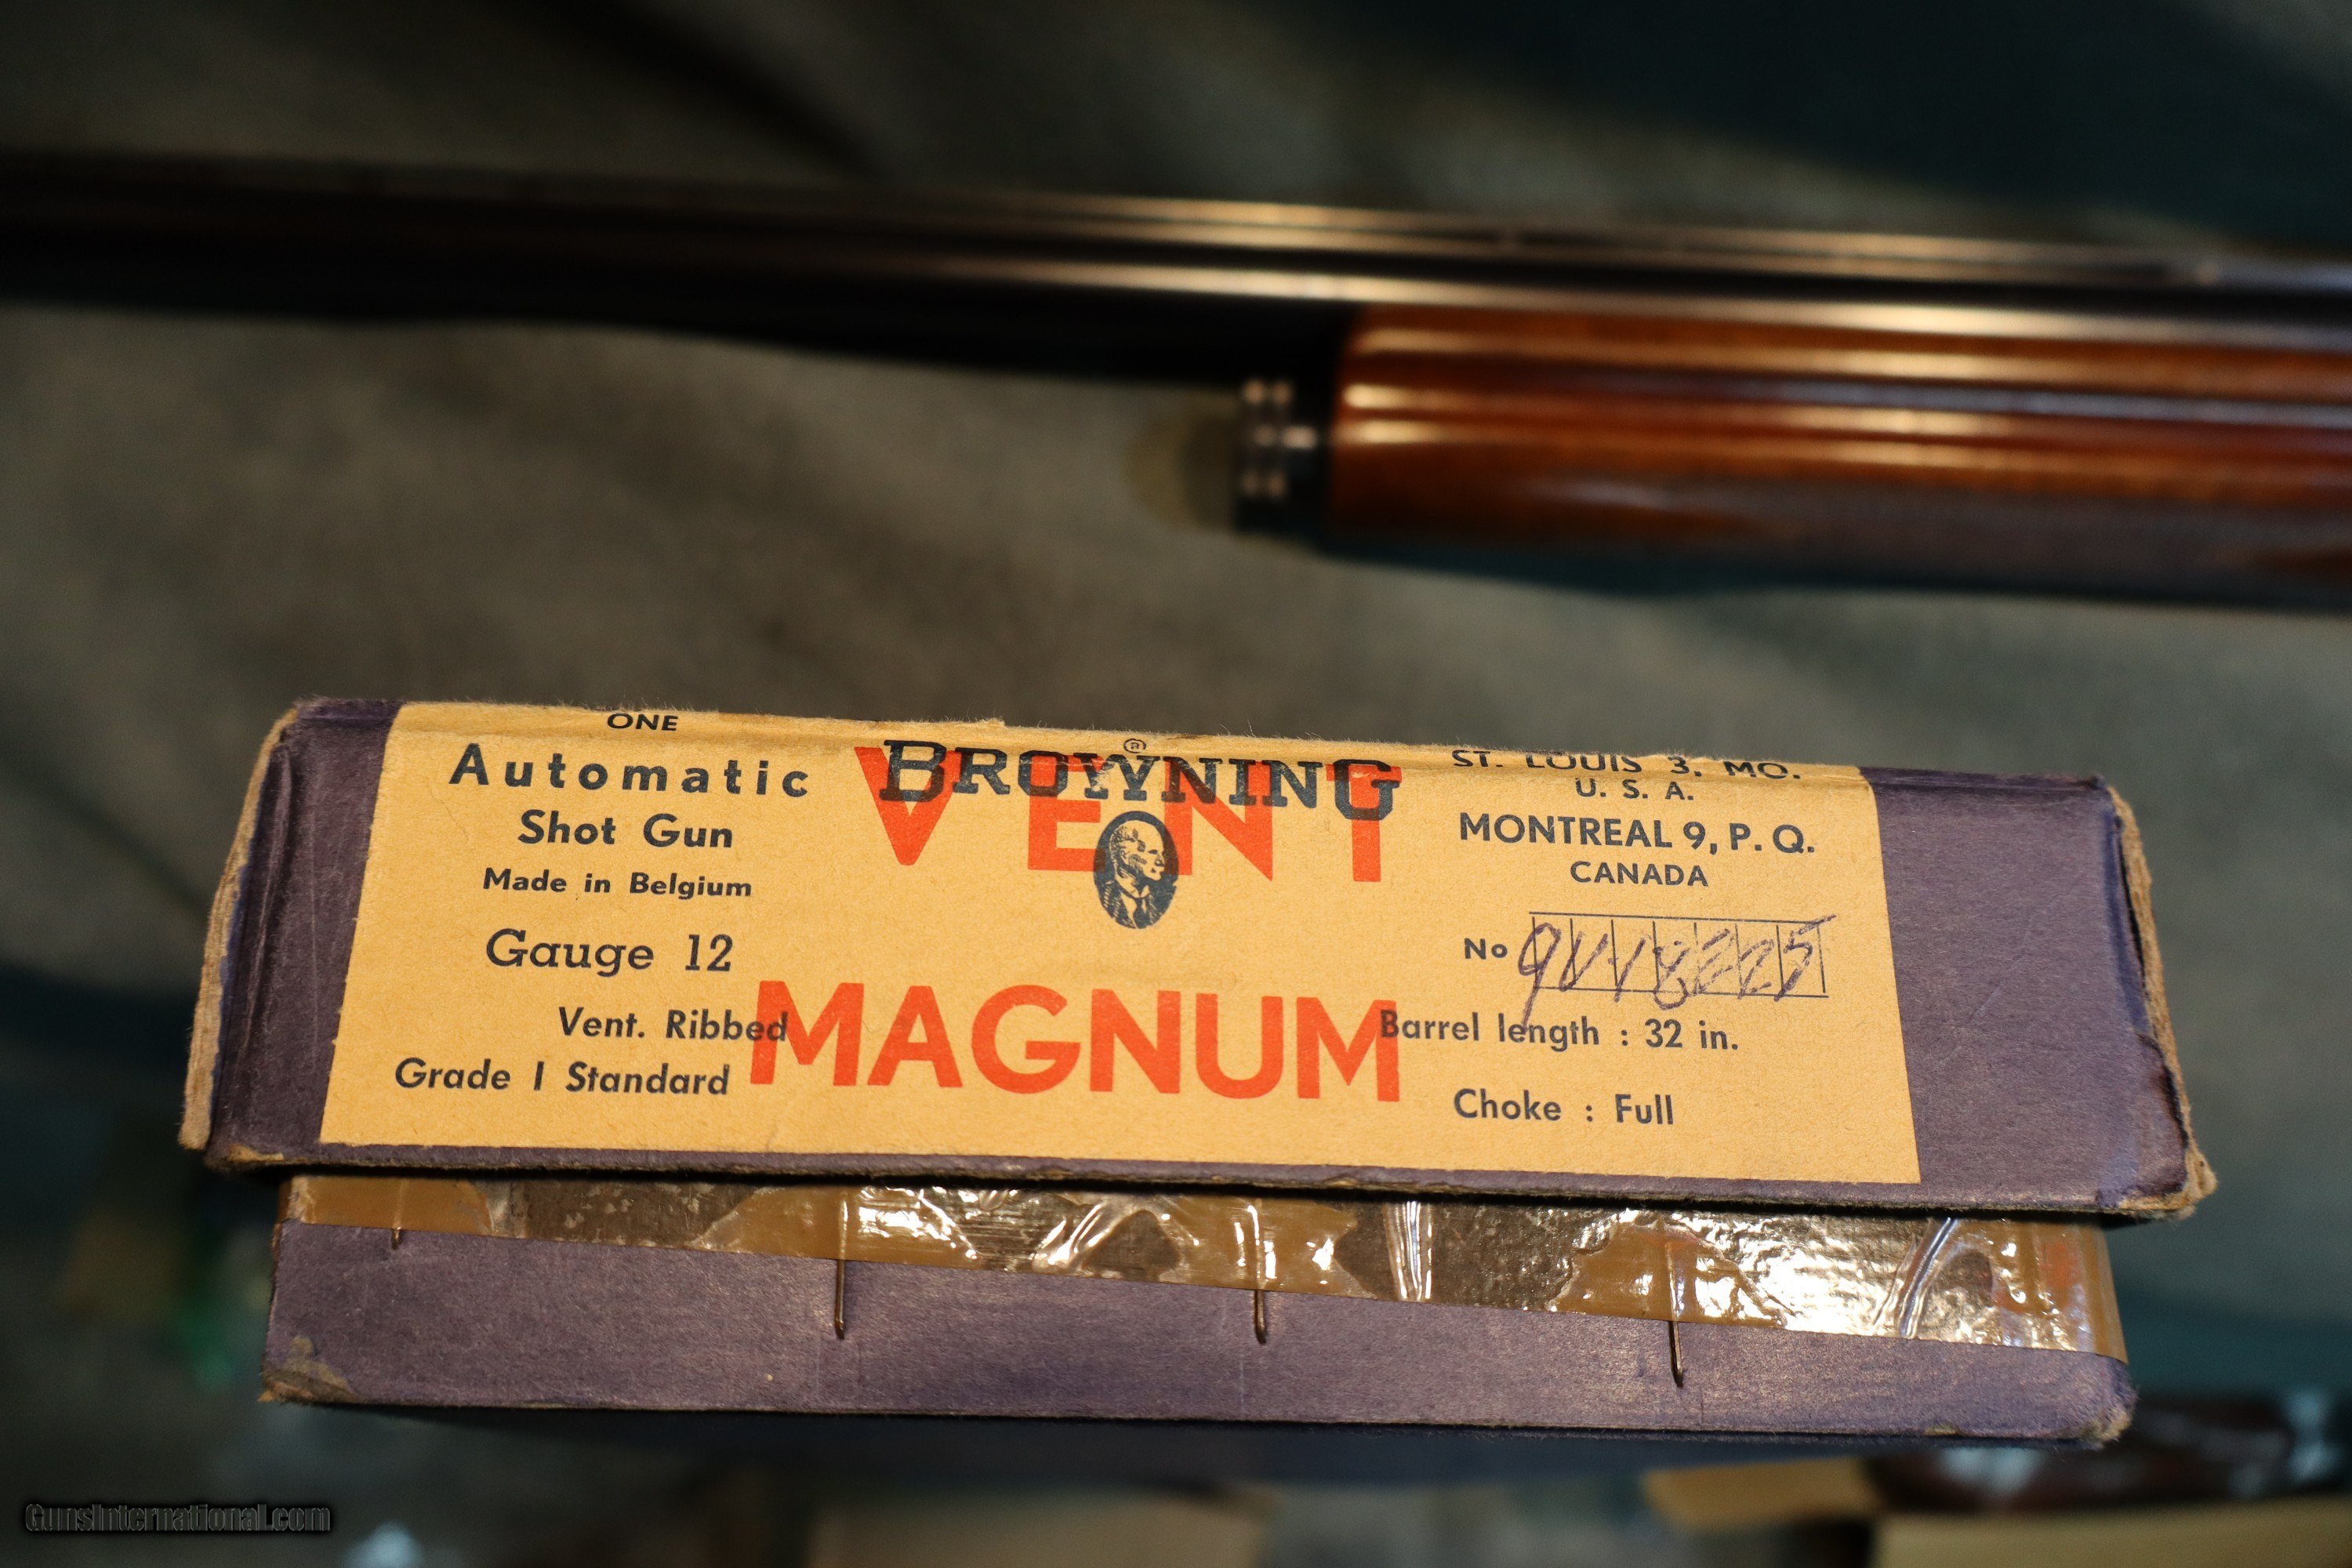 ONE
Automatic
Shot Gun
Made in Belgium
Gauge 12
Vent. Ribbed
Grade I Standard
BROWNING ®
VENT
MAGNUM
ST. LOUIS 3, MO.
U. S. A.
MONTREAL 9, P. Q.
CANADA
No
Barrel length : 32 in.
Choke : Full
GunsInternational.com